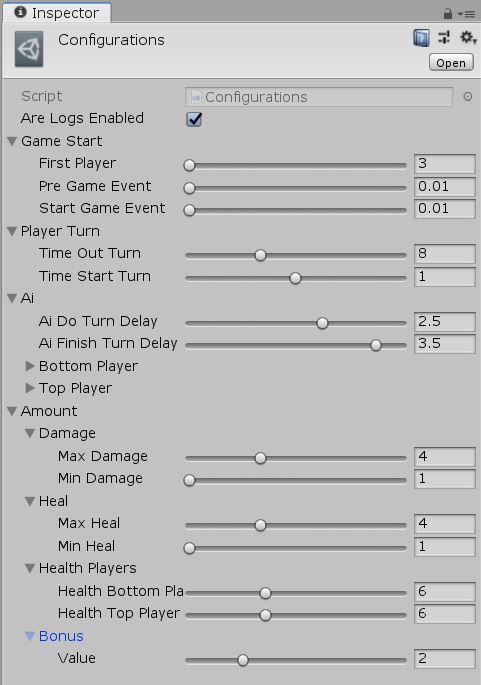 Inspector
Configurations
Open
Script Configurations
Are Logs Enabled
Game Start
First Player 3
Pre Game Event 0.01
Start Game Event 0.01
Player Turn
Time Out Turn 8
Time Start Turn 1
Ai
Ai Do Turn Delay 2.5
Ai Finish Turn Delay 3.5
Bottom Player
Top Player
Amount
Damage
Max Damage 4
Min Damage 1
Heal
Max Heal 4
Min Heal 1
Health Players
Health Bottom Pla 6
Health Top Player 6
Bonus
Value 2